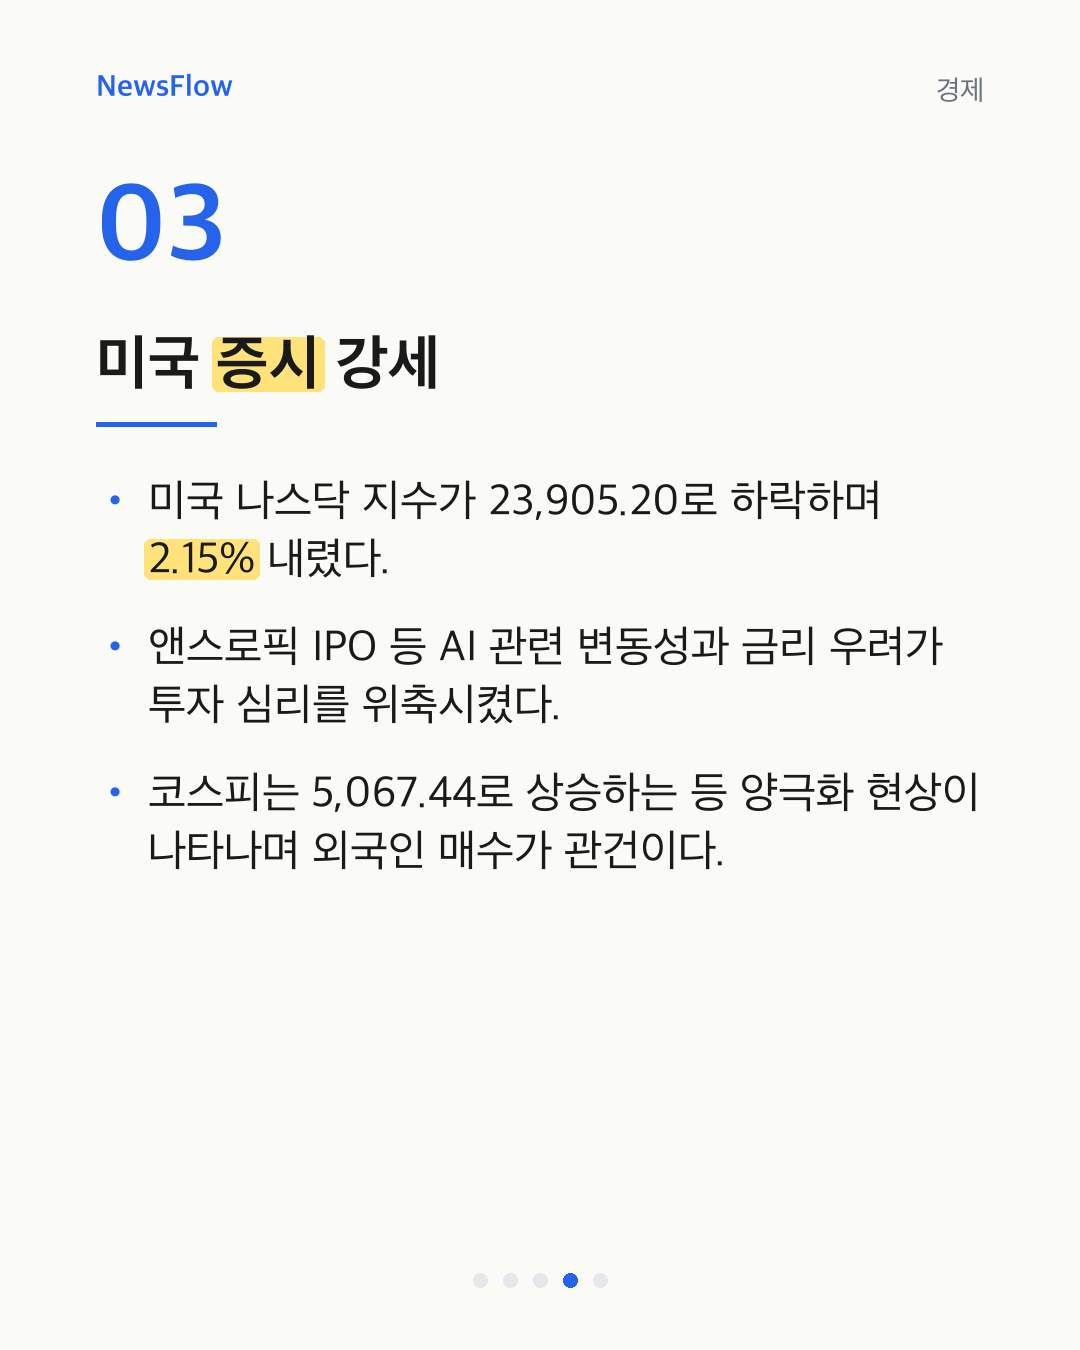 NewsFlow
경제
03
미국 증시 강세
• 미국 나스닥 지수가 23,905.20로 하락하며
2.15% 내렸다.
• 앤스로픽 IPO 등 AI 관련 변동성과 금리 우려가
투자 심리를 위축시켰다.
• 코스피는 5,067.44로 상승하는 등 양극화 현상이
나타나며 외국인 매수가 관건이다.